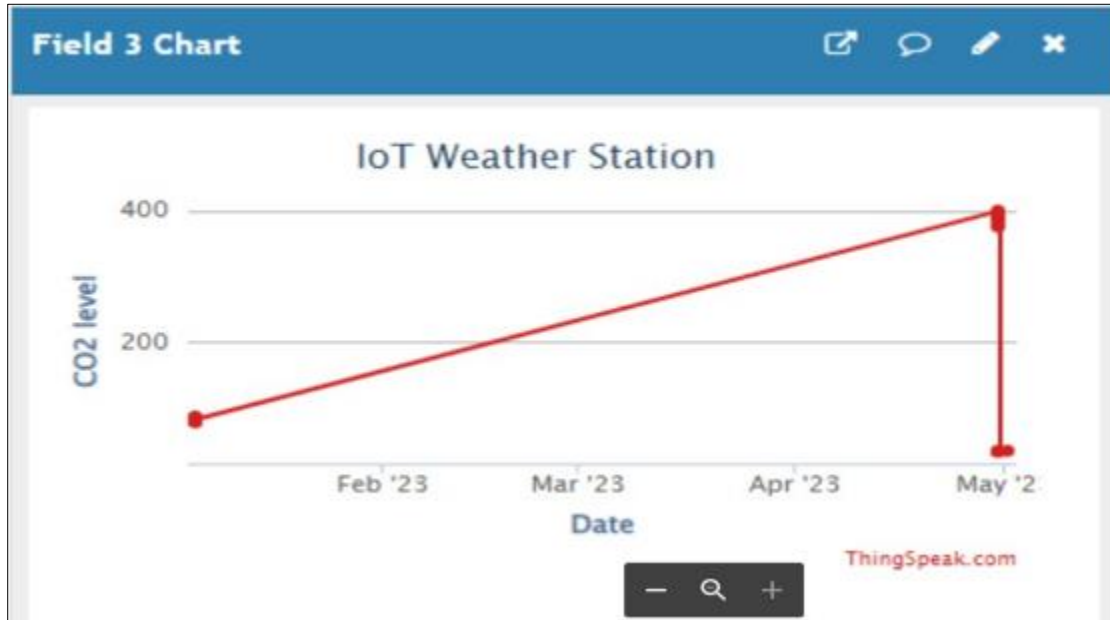 Field 3 Chart
IoT Weather Station
400
200
CO2 level
Feb '23
Mar '23
Apr '23
May '2
Date
ThingSpeak.com